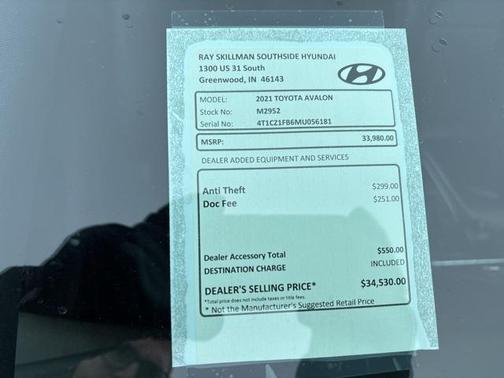 RAY SKILLMAN SOUTHSIDE HYUNDAI
1300 US 31 South
Greenwood, IN 46143
MODEL: 2021 TOYOTA AVALON
Stock No: M2952
Serial No: 4T1CZ1FB6MU056181
MSRP: 33,980.00
DEALER ADDED EQUIPMENT AND SERVICES
Anti Theft $299.00
Doc Fee $251.00
Dealer Accessory Total $550.00
DESTINATION CHARGE INCLUDED
DEALER'S SELLING PRICE* $34,530.00
*Total price does not include taxes or title fees.
* Not the Manufacturer's Suggested Retail Price